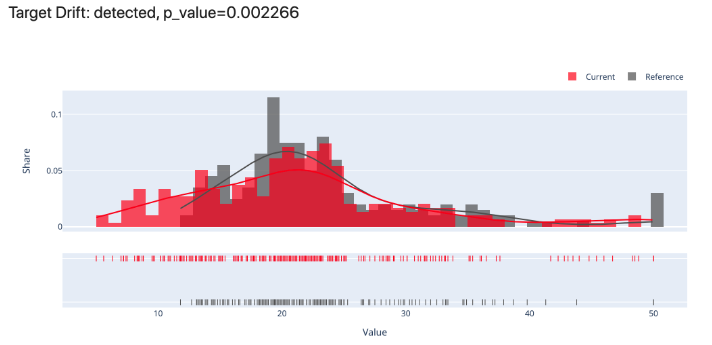 Target Drift: detected, p_value=0.002266
Current Reference
0.1
0.05
0
Share
10 20 30 40 50
Value